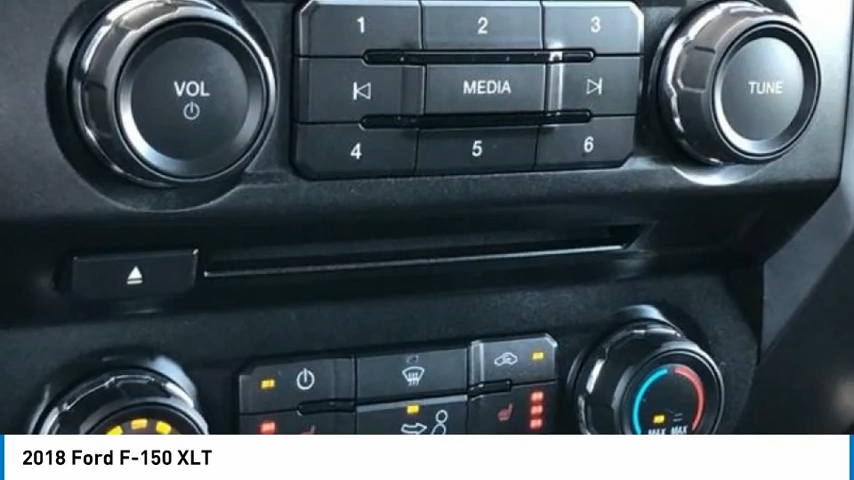 1 2 3
VOL MEDIA TUNE
4 5 6
MAX MAX
2018 Ford F-150 XLT